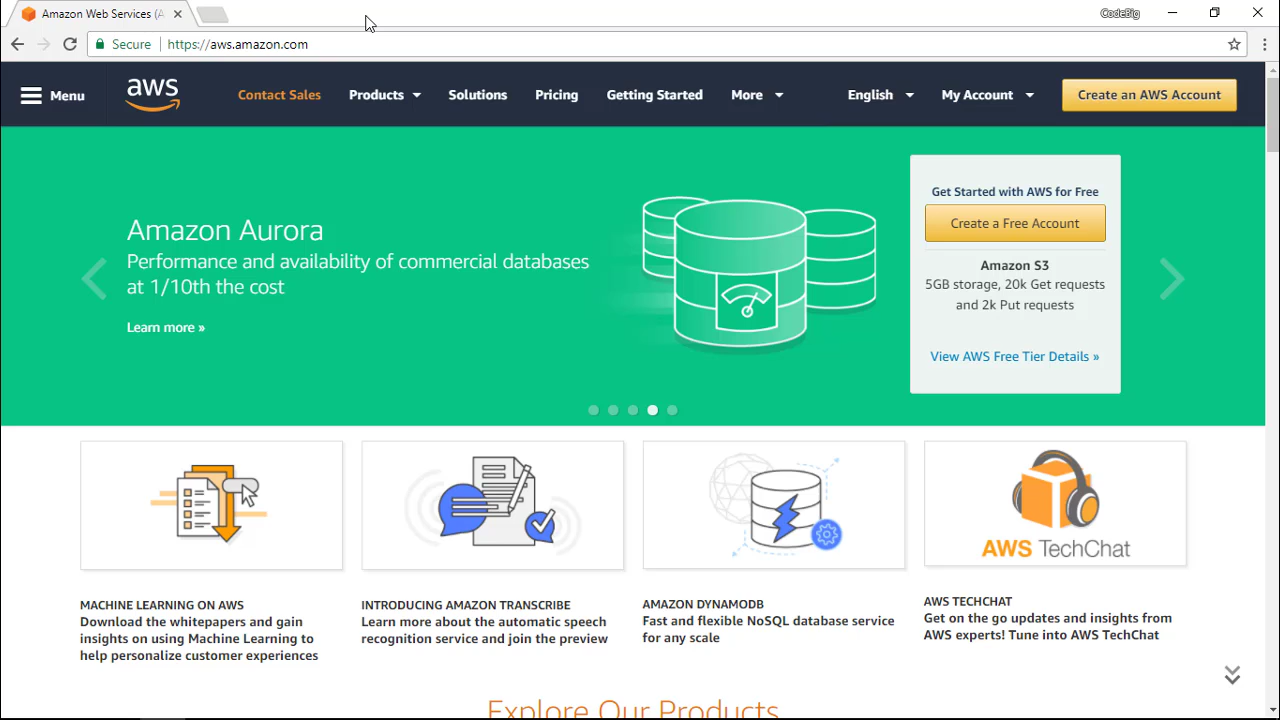 Amazon Web Services (A
CodeBig
Secure
https://aws.amazon.com
Menu
aws
Contact Sales
Products
Solutions
Pricing
Getting Started
More
English
My Account
Create an AWS Account
Amazon Aurora
Performance and availability of commercial databases
at 1/10th the cost
Learn more »
Get Started with AWS for Free
Create a Free Account
Amazon S3
5GB storage, 20k Get requests
and 2k Put requests
View AWS Free Tier Details »
AWS TechChat
MACHINE LEARNING ON AWS
Download the whitepapers and gain
insights on using Machine Learning to
help personalize customer experiences
INTRODUCING AMAZON TRANSCRIBE
Learn more about the automatic speech
recognition service and join the preview
AMAZON DYNAMODB
Fast and flexible NoSQL database service
for any scale
AWS TECHCHAT
Get on the go updates and insights from
AWS experts! Tune into AWS TechChat
Explore Our Products